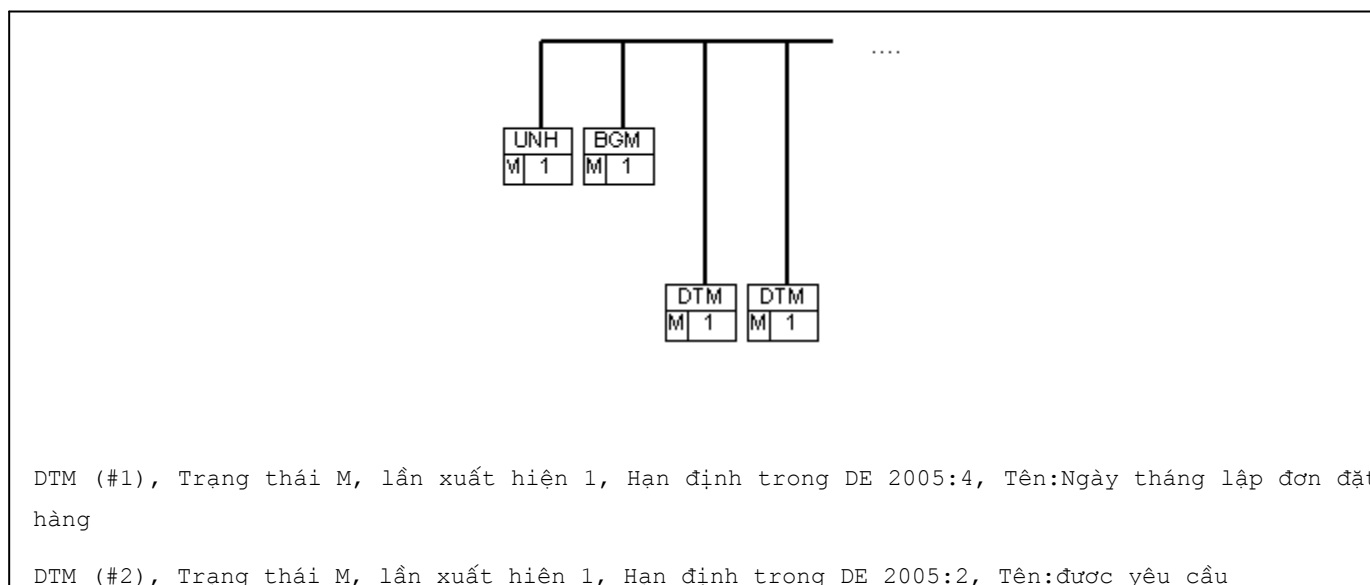 ....
UNH BGM
M 1 M 1
DTM DTM
M 1 M 1
DTM (#1), Trạng thái M, lần xuất hiện 1, Hạn định trong DE 2005:4, Tên:Ngày tháng lập đơn đặt
hàng
DTM (#2), Trạng thái M, lần xuất hiện 1, Hạn định trong DE 2005:2, Tên:được yêu cầu